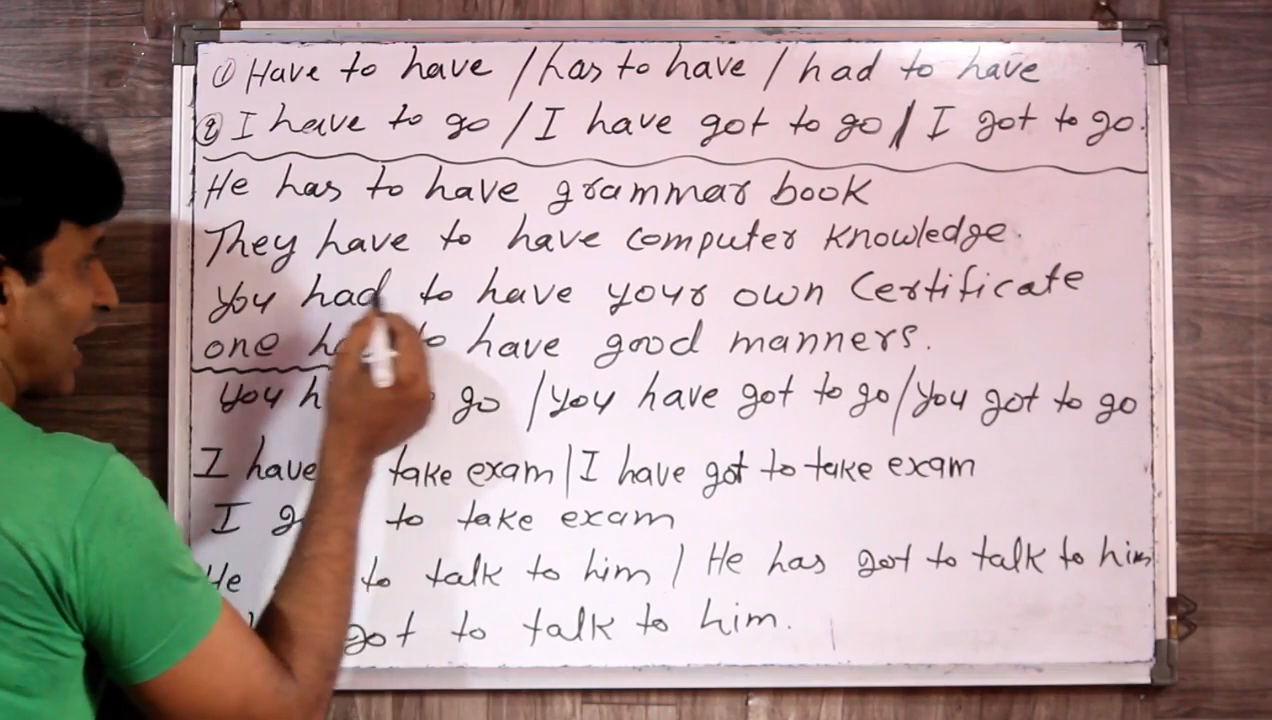 ① Have to have / has to have / had to have
② I have to go / I have got to go / I got to go.
He has to have grammar book
They have to have computer knowledge.
You had to have your own Certificate
one to have good manners.
You go / You have got to go / You got to go
I have take exam | I have got to take exam
I to take exam
He to talk to him / He has got to talk to him
got to talk to him.